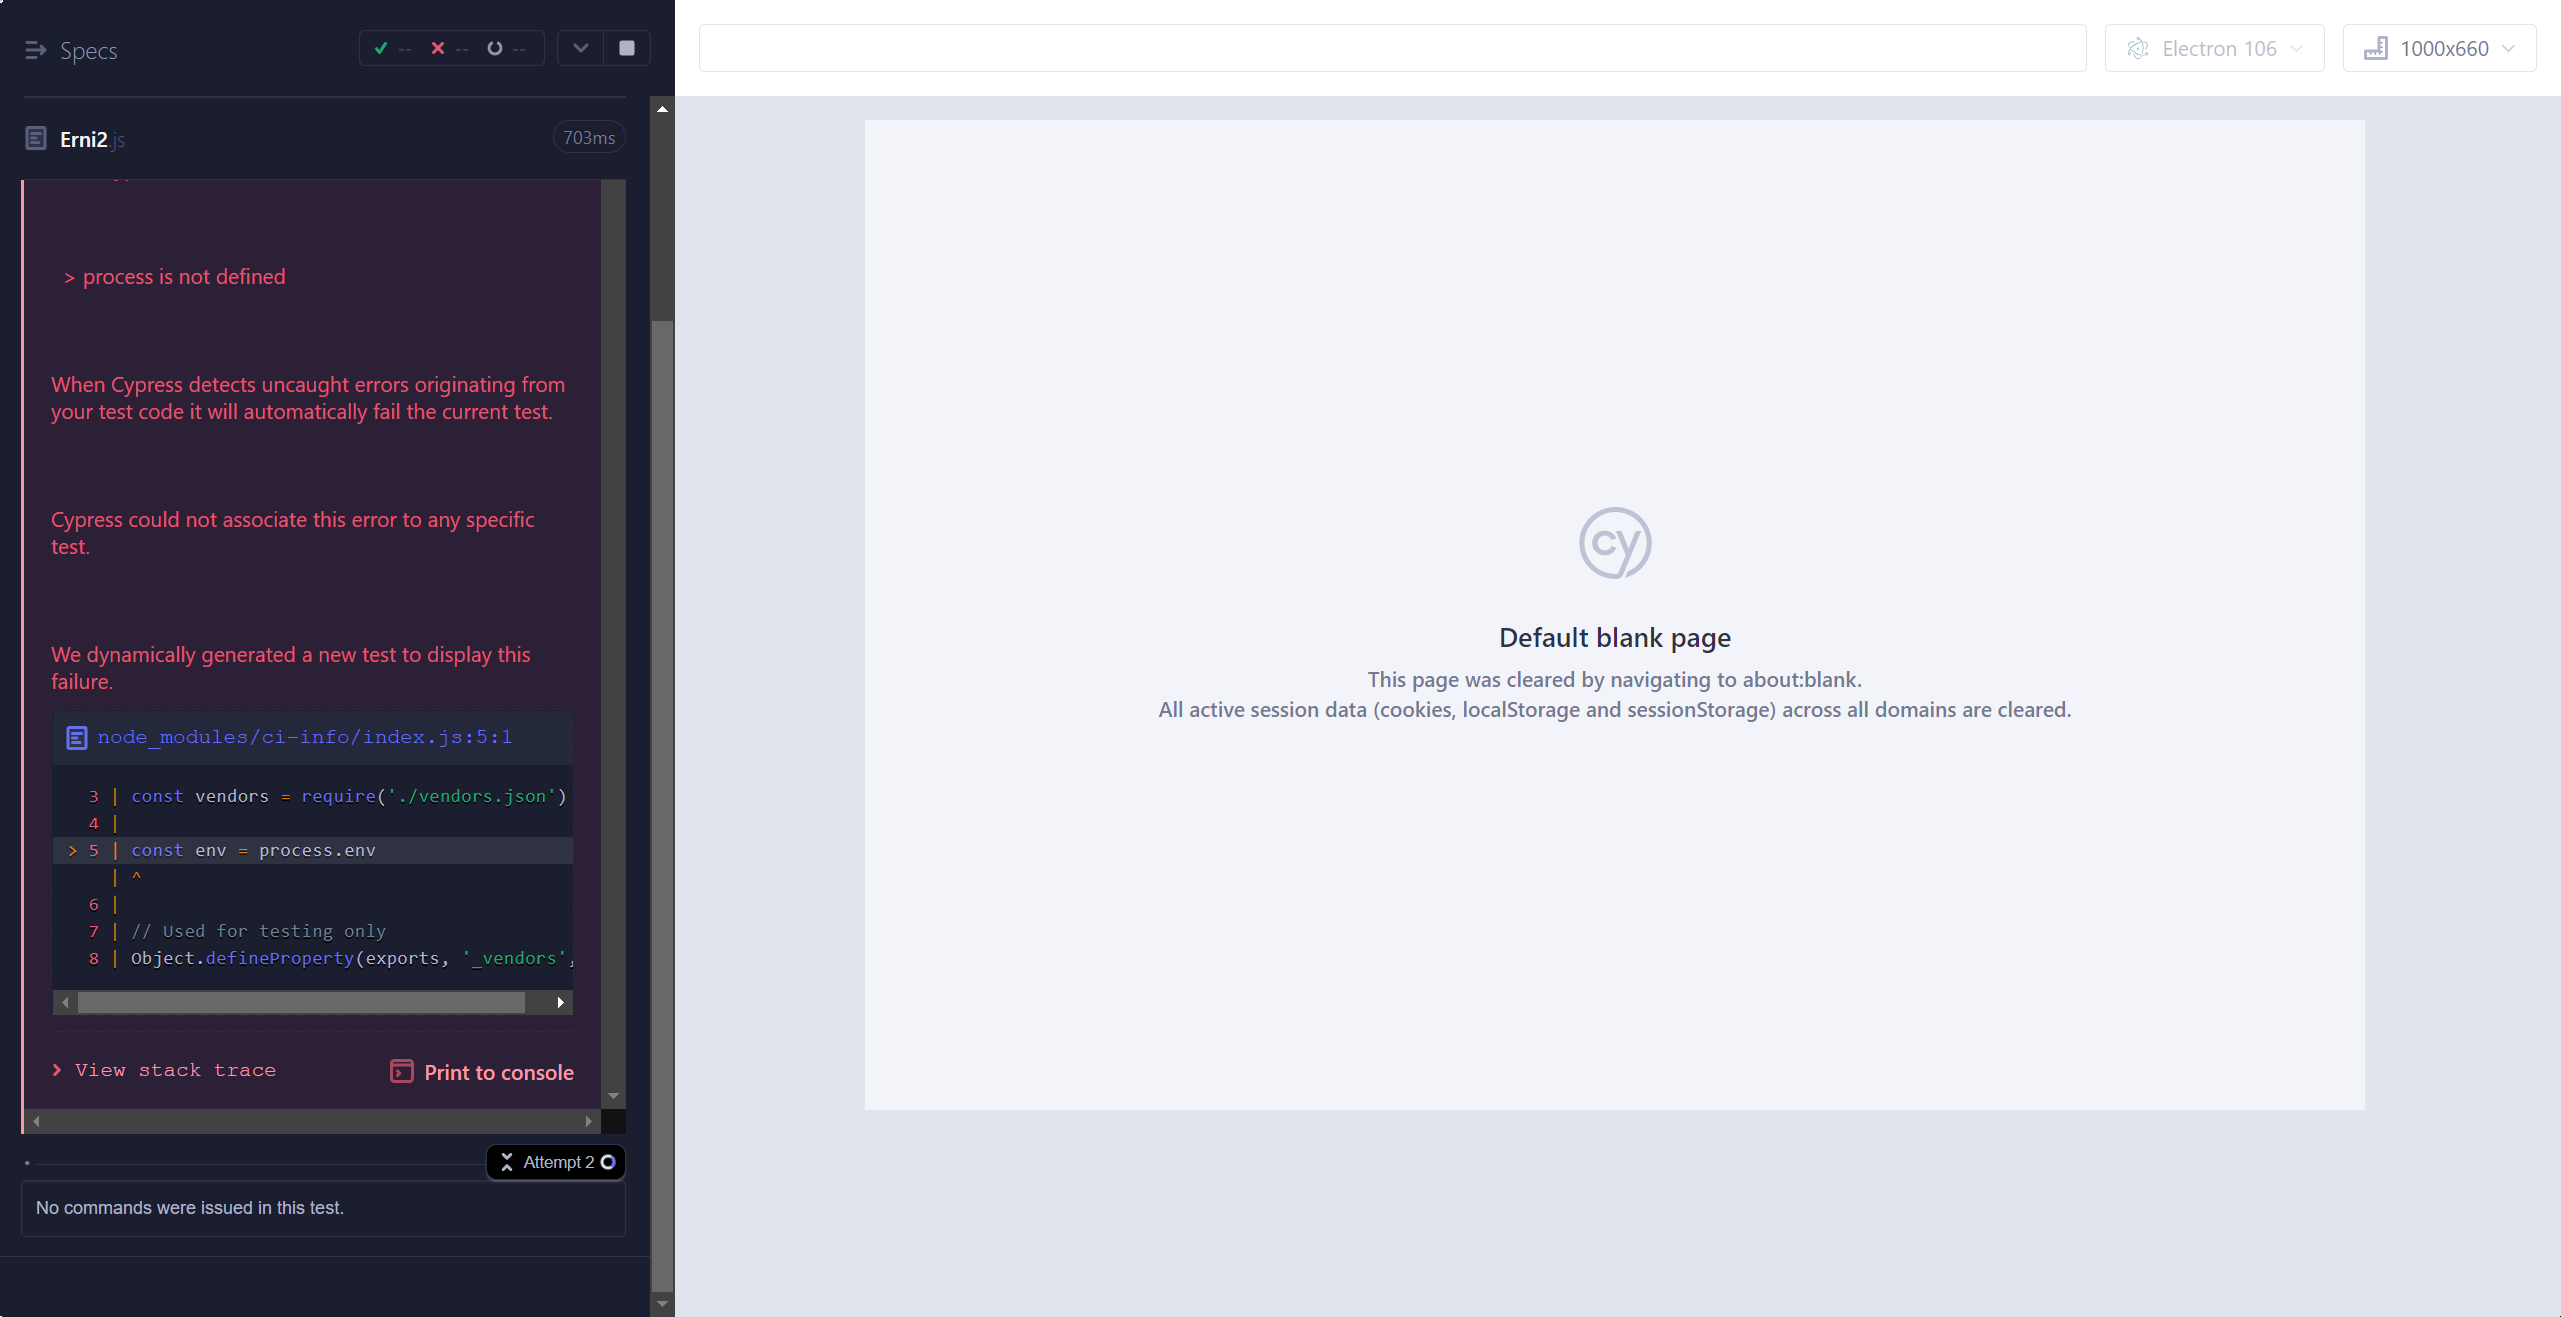 Specs
-- -- --
Electron 106
1000x660
Erni2.js
703ms
> process is not defined
When Cypress detects uncaught errors originating from
your test code it will automatically fail the current test.
Cypress could not associate this error to any specific
test.
We dynamically generated a new test to display this
failure.
node_modules/ci-info/index.js:5:1
3 | const vendors = require('./vendors.json')
4 |
> 5 | const env = process.env
| ^
6 |
7 | // Used for testing only
8 | Object.defineProperty(exports, '_vendors',
View stack trace
Print to console
Attempt 2
No commands were issued in this test.
cy
Default blank page
This page was cleared by navigating to about:blank.
All active session data (cookies, localStorage and sessionStorage) across all domains are cleared.